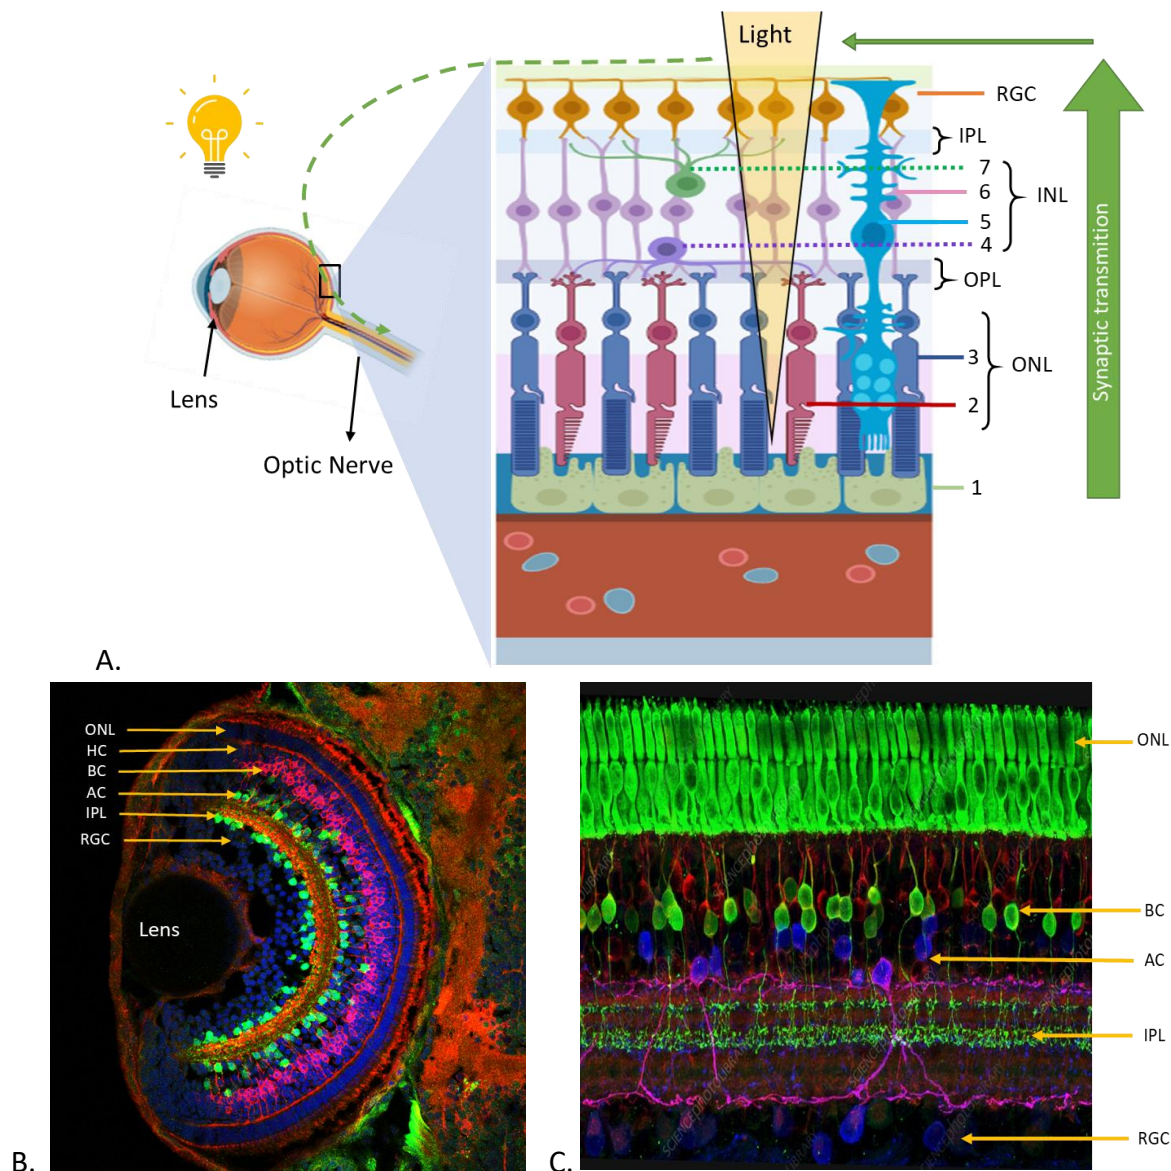 Light
RGC
IPL
7
6
INL
5
4
OPL
3
ONL
2
1
Synaptic transmition
Lens
Optic Nerve
A.
ONL
HC
BC
AC
IPL
RGC
Lens
B.
ONL
BC
AC
IPL
RGC
C.